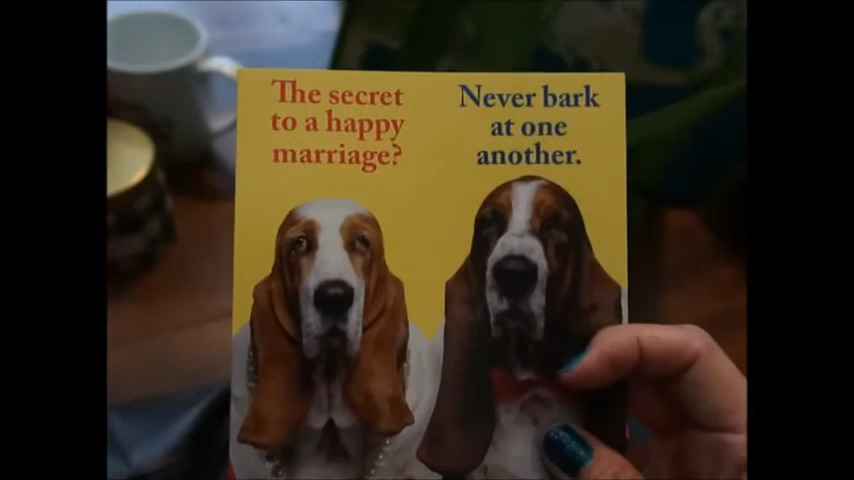 The secret
to a happy
marriage?
Never bark
at one
another.